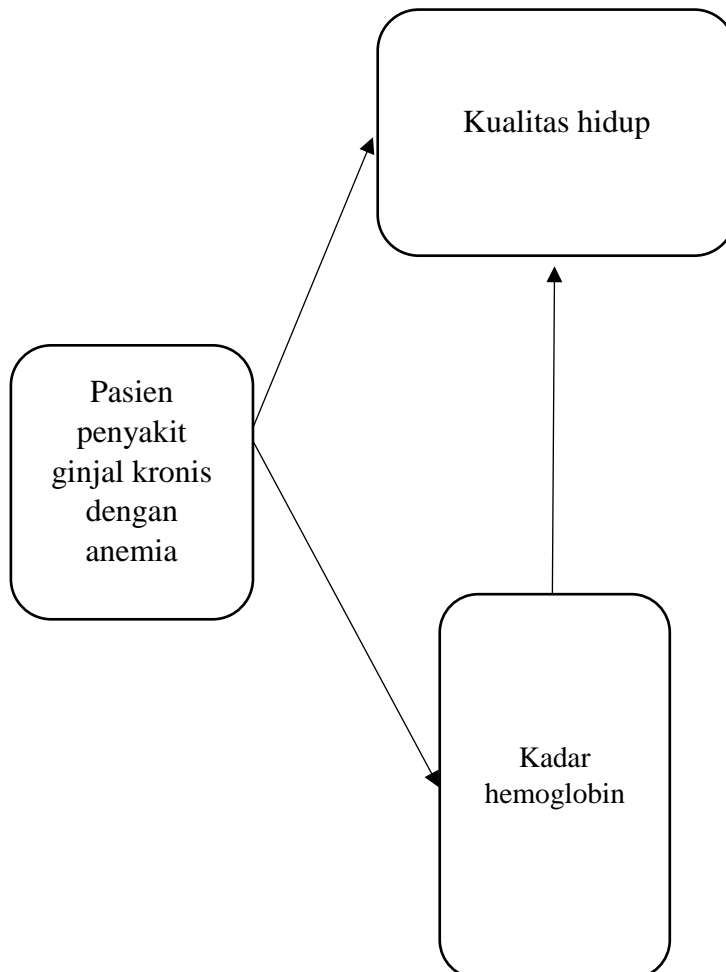 Kualitas hidup
Pasien
penyakit
ginjal kronis
dengan
anemia
Kadar
hemoglobin